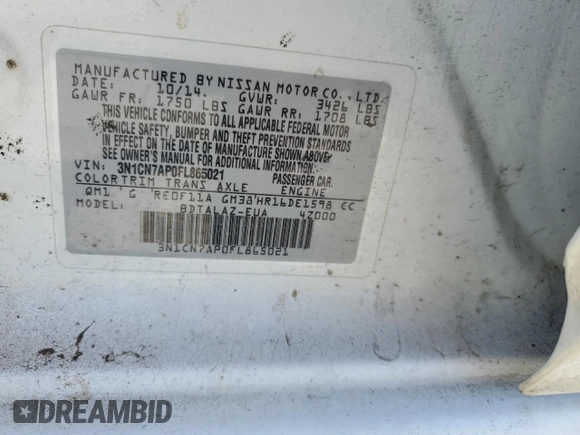 MANUFACTURED BY NISSAN MOTOR CO., LTD.
DATE: 10/14. GVWR: 3426 LBS
GAWR FR: 1750 LBS GAWR RR: 1708 LBS
THIS VEHICLE CONFORMS TO ALL APPLICABLE FEDERAL MOTOR
VEHICLE SAFETY, BUMPER AND THEFT PREVENTION STANDARDS
IN EFFECT ON THE DATE OF MANUFACTURE SHOWN ABOVE.
SEE OWNER'S MANUAL FOR ADDITIONAL INFORMATION.
VIN: 3N1CN7AP0FL865021 PASSENGER CAR.
COLOR TRIM TRANS AXLE ENGINE
QM1 G RE0F11A GM38 HR16DE1598 CC
MODEL: BDTALAZ-EUA 4Z000
3N1CN7AP0FL865021
DREAMBID